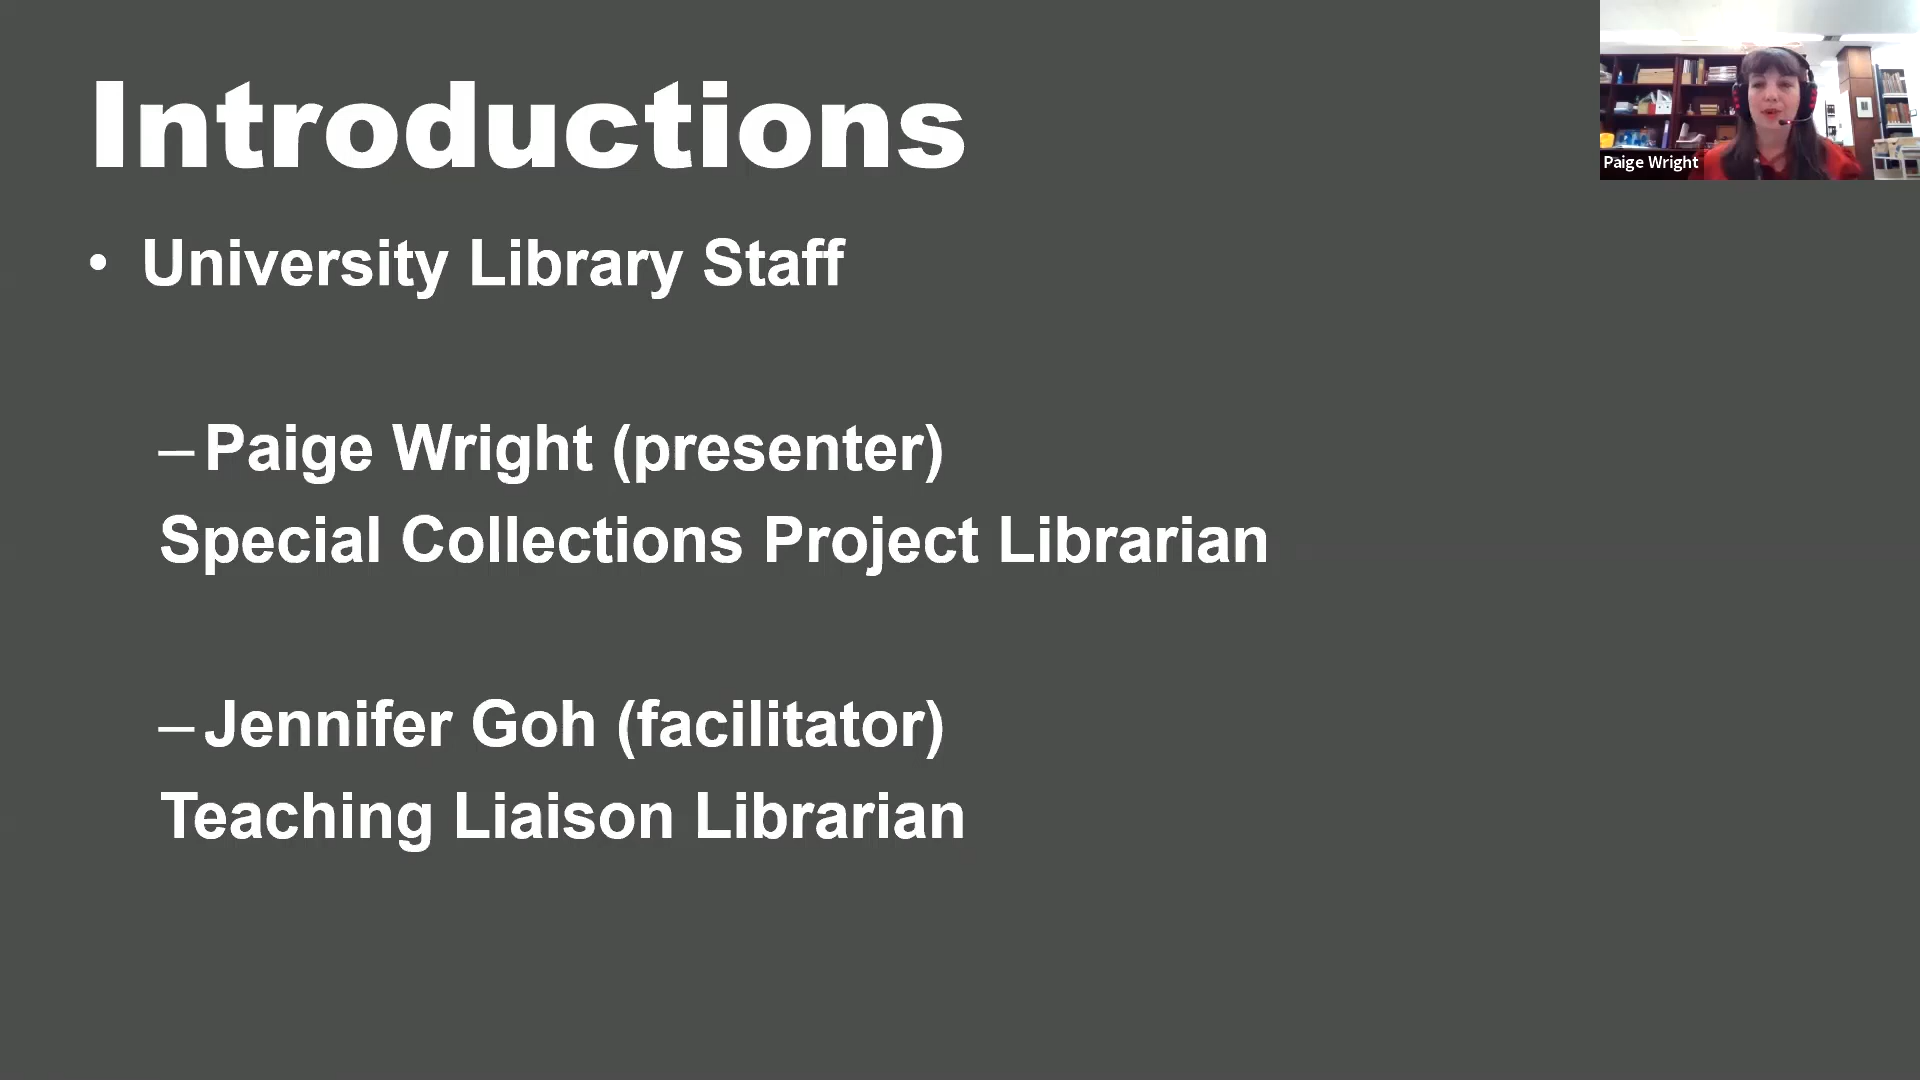 Introductions
• University Library Staff
– Paige Wright (presenter)
Special Collections Project Librarian
– Jennifer Goh (facilitator)
Teaching Liaison Librarian
Paige Wright